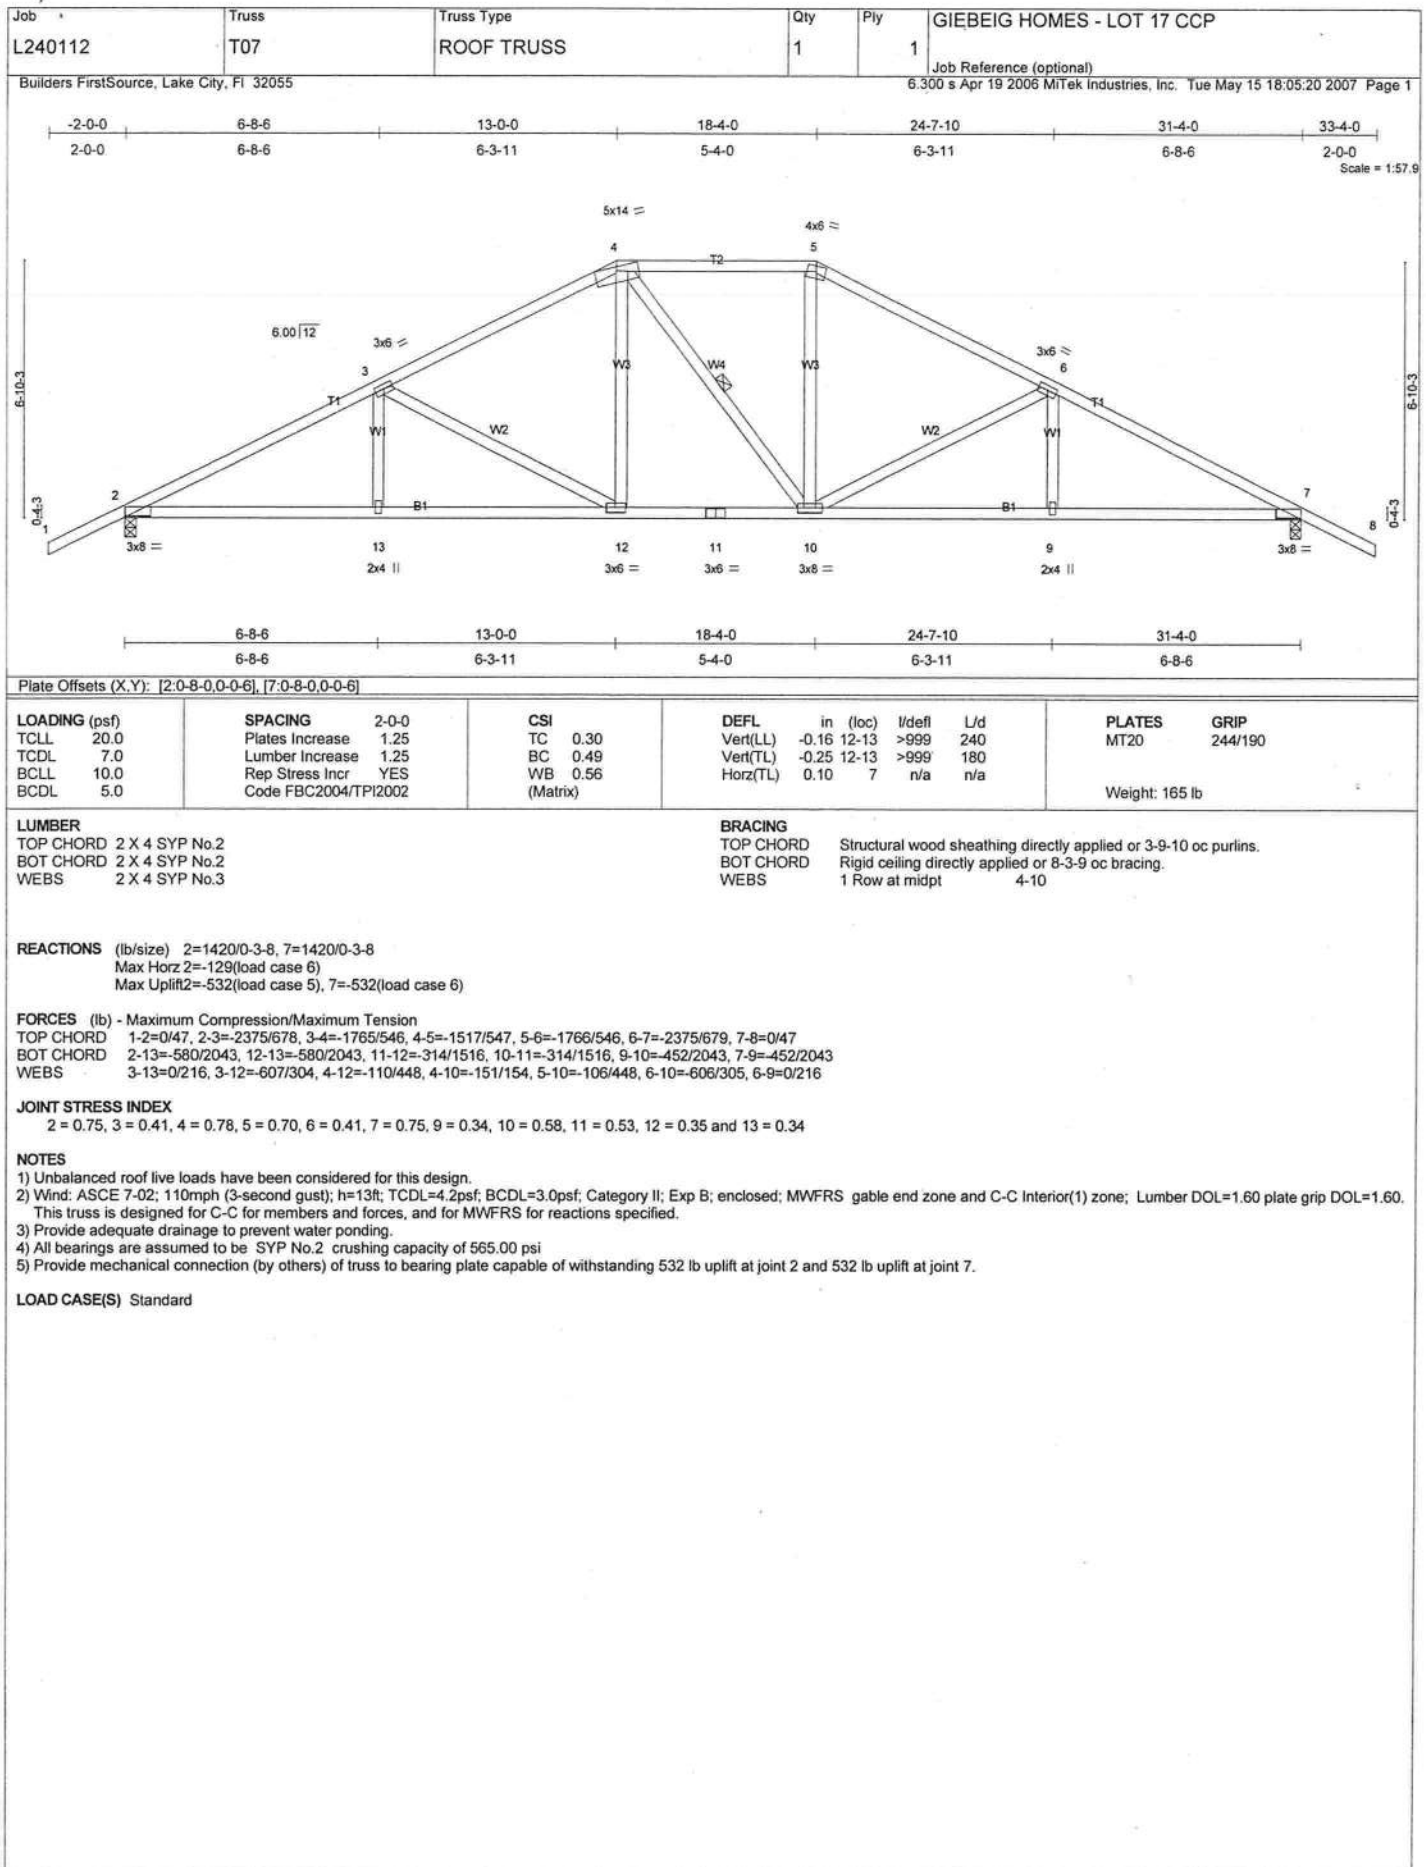 Job Truss Truss Type Qty Ply GIEBEIG HOMES - LOT 17 CCP
L240112 T07 ROOF TRUSS 1 1
Job Reference (optional)
Builders FirstSource, Lake City, Fl 32055 6.300 s Apr 19 2006 MiTek Industries, Inc. Tue May 15 18:05:20 2007 Page 1
-2-0-0 6-8-6 13-0-0 18-4-0 24-7-10 31-4-0 33-4-0
2-0-0 6-8-6 6-3-11 5-4-0 6-3-11 6-8-6 2-0-0
Scale = 1:57.9
5x14 =
4x6 =
4 5
T2
6.00 12
3x6 =
3x6 =
3 6
W3 W4 W3
6-10-3 6-10-3
T1 T1
W1 W2 W2 W1
2 7
0-4-3 B1 B1 0-4-3
1 8
3x8 = 13 12 11 10 9 3x8 =
2x4 || 3x6 = 3x6 = 3x8 = 2x4 ||
6-8-6 13-0-0 18-4-0 24-7-10 31-4-0
6-8-6 6-3-11 5-4-0 6-3-11 6-8-6
Plate Offsets (X,Y): [2:0-8-0,0-0-6], [7:0-8-0,0-0-6]
LOADING (psf) SPACING 2-0-0 CSI DEFL in (loc) l/defl L/d PLATES GRIP
TCLL 20.0 Plates Increase 1.25 TC 0.30 Vert(LL) -0.16 12-13 >999 240 MT20 244/190
TCDL 7.0 Lumber Increase 1.25 BC 0.49 Vert(TL) -0.25 12-13 >999 180
BCLL 10.0 Rep Stress Incr YES WB 0.56 Horz(TL) 0.10 7 n/a n/a
BCDL 5.0 Code FBC2004/TPI2002 (Matrix) Weight: 165 lb
LUMBER
TOP CHORD 2 X 4 SYP No.2
BOT CHORD 2 X 4 SYP No.2
WEBS 2 X 4 SYP No.3
BRACING
TOP CHORD Structural wood sheathing directly applied or 3-9-10 oc purlins.
BOT CHORD Rigid ceiling directly applied or 8-3-9 oc bracing.
WEBS 1 Row at midpt 4-10
REACTIONS (lb/size) 2=1420/0-3-8, 7=1420/0-3-8
Max Horz 2=-129(load case 6)
Max Uplift2=-532(load case 5), 7=-532(load case 6)
FORCES (lb) - Maximum Compression/Maximum Tension
TOP CHORD 1-2=0/47, 2-3=-2375/678, 3-4=-1765/546, 4-5=-1517/547, 5-6=-1766/546, 6-7=-2375/679, 7-8=0/47
BOT CHORD 2-13=-580/2043, 12-13=-580/2043, 11-12=-314/1516, 10-11=-314/1516, 9-10=-452/2043, 7-9=-452/2043
WEBS 3-13=0/216, 3-12=-607/304, 4-12=-110/448, 4-10=-151/154, 5-10=-106/448, 6-10=-606/305, 6-9=0/216
JOINT STRESS INDEX
2 = 0.75, 3 = 0.41, 4 = 0.78, 5 = 0.70, 6 = 0.41, 7 = 0.75, 9 = 0.34, 10 = 0.58, 11 = 0.53, 12 = 0.35 and 13 = 0.34
NOTES
1) Unbalanced roof live loads have been considered for this design.
2) Wind: ASCE 7-02; 110mph (3-second gust); h=13ft; TCDL=4.2psf; BCDL=3.0psf; Category II; Exp B; enclosed; MWFRS gable end zone and C-C Interior(1) zone; Lumber DOL=1.60 plate grip DOL=1.60.
This truss is designed for C-C for members and forces, and for MWFRS for reactions specified.
3) Provide adequate drainage to prevent water ponding.
4) All bearings are assumed to be SYP No.2 crushing capacity of 565.00 psi
5) Provide mechanical connection (by others) of truss to bearing plate capable of withstanding 532 lb uplift at joint 2 and 532 lb uplift at joint 7.
LOAD CASE(S) Standard